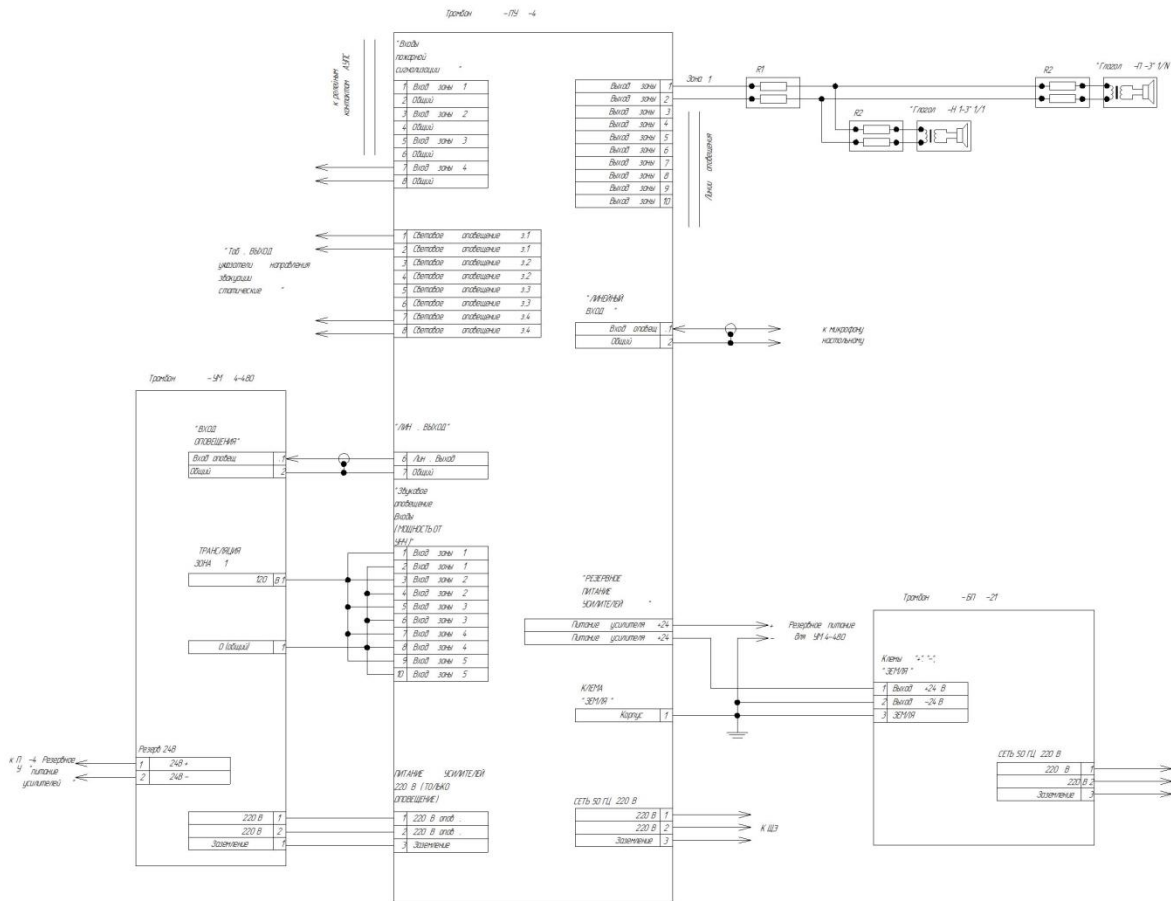 Тромбон -ПУ -4
"Входы
пожарной
сигнализации "
к релейным
контактам АУПС
1 Вход зоны 1
2 Общий
3 Вход зоны 2
4 Общий
5 Вход зоны 3
6 Общий
7 Вход зоны 4
8 Общий
Выход зоны 1
Выход зоны 2
Выход зоны 3
Выход зоны 4
Выход зоны 5
Выход зоны 6
Выход зоны 7
Выход зоны 8
Выход зоны 9
Выход зоны 10
Зона 1
Линии оповещения
R1
R2
"Глагол -П -3" 1/N
R2
"Глагол -Н 1-3" 1/1
"Таб . ВЫХОД
указатели направления
эвакуации
статические "
1 Световое оповещение з.1
2 Световое оповещение з.1
3 Световое оповещение з.2
4 Световое оповещение з.2
5 Световое оповещение з.3
6 Световое оповещение з.3
7 Световое оповещение з.4
8 Световое оповещение з.4
"ЛИНЕЙНЫЙ
ВХОД "
Вход оповещ .1
Общий 2
к микрофону
настольному
Тромбон -УМ 4-480
"ВХОД
ОПОВЕЩЕНИЯ"
Вход оповещ .1
Общий 2
"ЛИН . ВЫХОД"
6 Лин . Выход
7 Общий
"Звуковое
оповещение
Входы
(МОЩНОСТЬ ОТ
УНЧ)"
1 Вход зоны 1
2 Вход зоны 1
3 Вход зоны 2
4 Вход зоны 2
5 Вход зоны 3
6 Вход зоны 3
7 Вход зоны 4
8 Вход зоны 4
9 Вход зоны 5
10 Вход зоны 5
ТРАНСЛЯЦИЯ
ЗОНА 1
120 В 1
0 (общий) 1
"РЕЗЕРВНОЕ
ПИТАНИЕ
УСИЛИТЕЛЕЙ "
Питание усилителя +24
Питание усилителя +24
+ Резервное питание
- для УМ 4-480
КЛЕМА
"ЗЕМЛЯ "
Корпус 1
Тромбон -БП -21
Клемы "+"; "-";
"ЗЕМЛЯ "
1 Выход +24 В
2 Выход -24 В
3 ЗЕМЛЯ
СЕТЬ 50 ГЦ 220 В
220 В 1
220 В 2
Заземление 3
Резерв 24В
1 24В +
2 24В -
к П -4 Резервное
У "питание
усилителей "
220 В 1
220 В 2
Заземление 1
ПИТАНИЕ УСИЛИТЕЛЕЙ
220 В (ТОЛЬКО
ОПОВЕЩЕНИЕ)
1 220 В опов .
2 220 В опов .
3 Заземление
СЕТЬ 50 ГЦ 220 В
220 В 1
220 В 2
Заземление 3
К ЩЭ